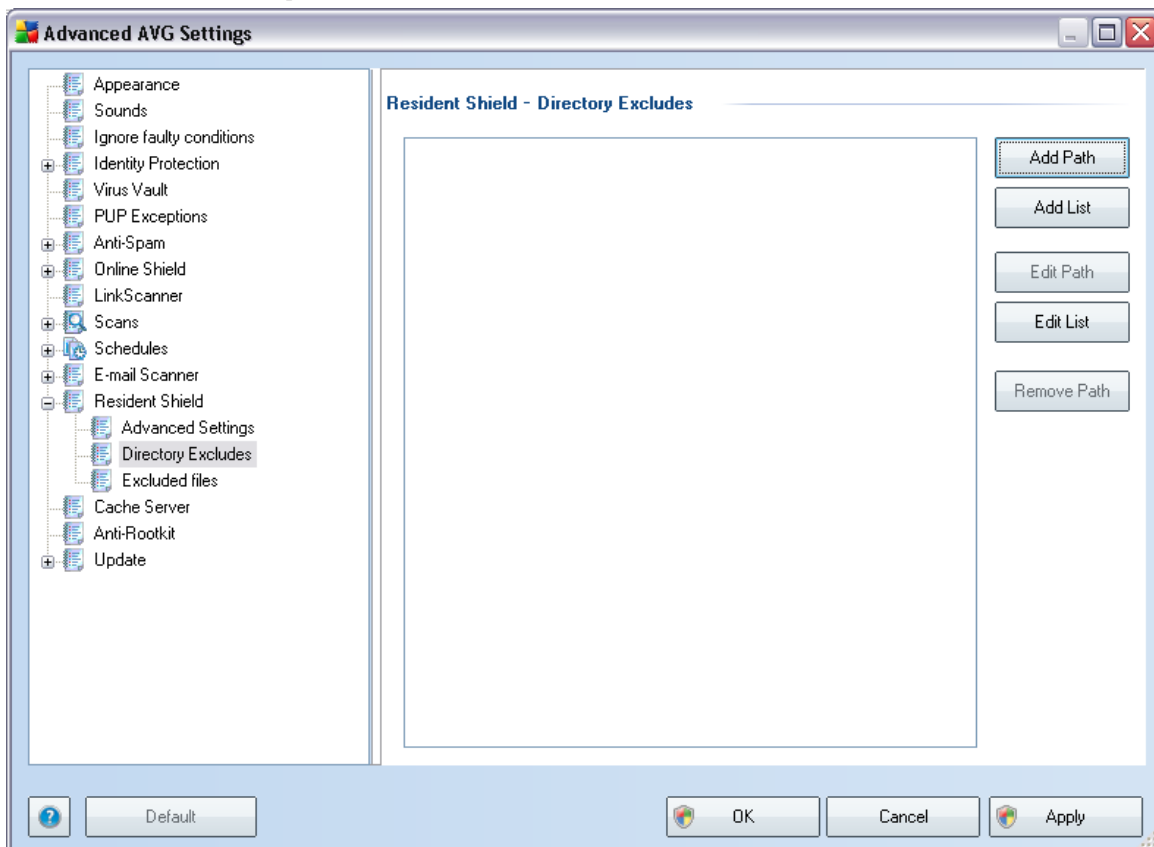 Advanced AVG Settings
Appearance
Sounds
Ignore faulty conditions
Identity Protection
Virus Vault
PUP Exceptions
Anti-Spam
Online Shield
LinkScanner
Scans
Schedules
E-mail Scanner
Resident Shield
Advanced Settings
Directory Excludes
Excluded files
Cache Server
Anti-Rootkit
Update
Resident Shield - Directory Excludes
Add Path
Add List
Edit Path
Edit List
Remove Path
?
Default
OK
Cancel
Apply